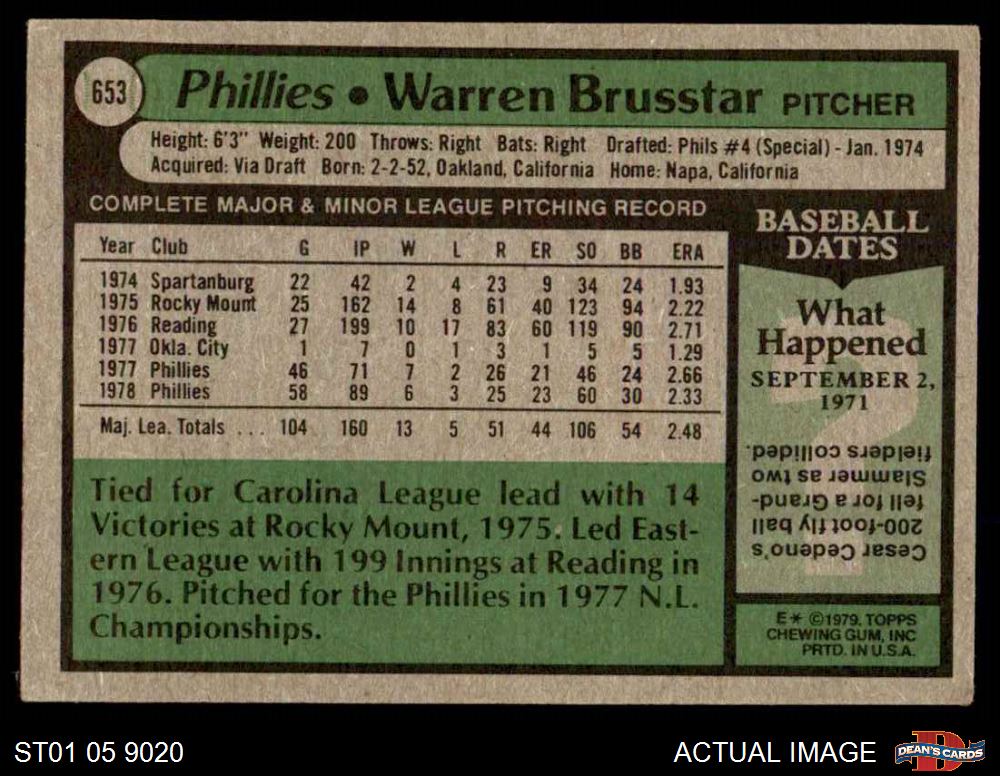 653
Phillies • Warren Brusstar PITCHER
Height: 6'3" Weight: 200 Throws: Right Bats: Right Drafted: Phils #4 (Special) - Jan. 1974
Acquired: Via Draft Born: 2-2-52, Oakland, California Home: Napa, California
COMPLETE MAJOR & MINOR LEAGUE PITCHING RECORD
Year Club G IP W L R ER SO BB ERA
1974 Spartanburg 22 42 2 4 23 9 34 24 1.93
1975 Rocky Mount 25 162 14 8 61 40 123 94 2.22
1976 Reading 27 199 10 17 83 60 119 90 2.71
1977 Okla. City 1 7 0 1 3 1 5 5 1.29
1977 Phillies 46 71 7 2 26 21 46 24 2.66
1978 Phillies 58 89 6 3 25 23 60 30 2.33
Maj. Lea. Totals ... 104 160 13 5 51 44 106 54 2.48
Tied for Carolina League lead with 14
Victories at Rocky Mount, 1975. Led East-
ern League with 199 Innings at Reading in
1976. Pitched for the Phillies in 1977 N.L.
Championships.
BASEBALL
DATES
What
Happened
SEPTEMBER 2,
1971
?
Cesar Cedeno's
200-foot fly ball
fell for a Grand-
Slammer as two
fielders collided.
E* ©1979. TOPPS
CHEWING GUM, INC
PRTD. IN U.S.A.
ST01 05 9020
ACTUAL IMAGE
DEAN'S CARDS